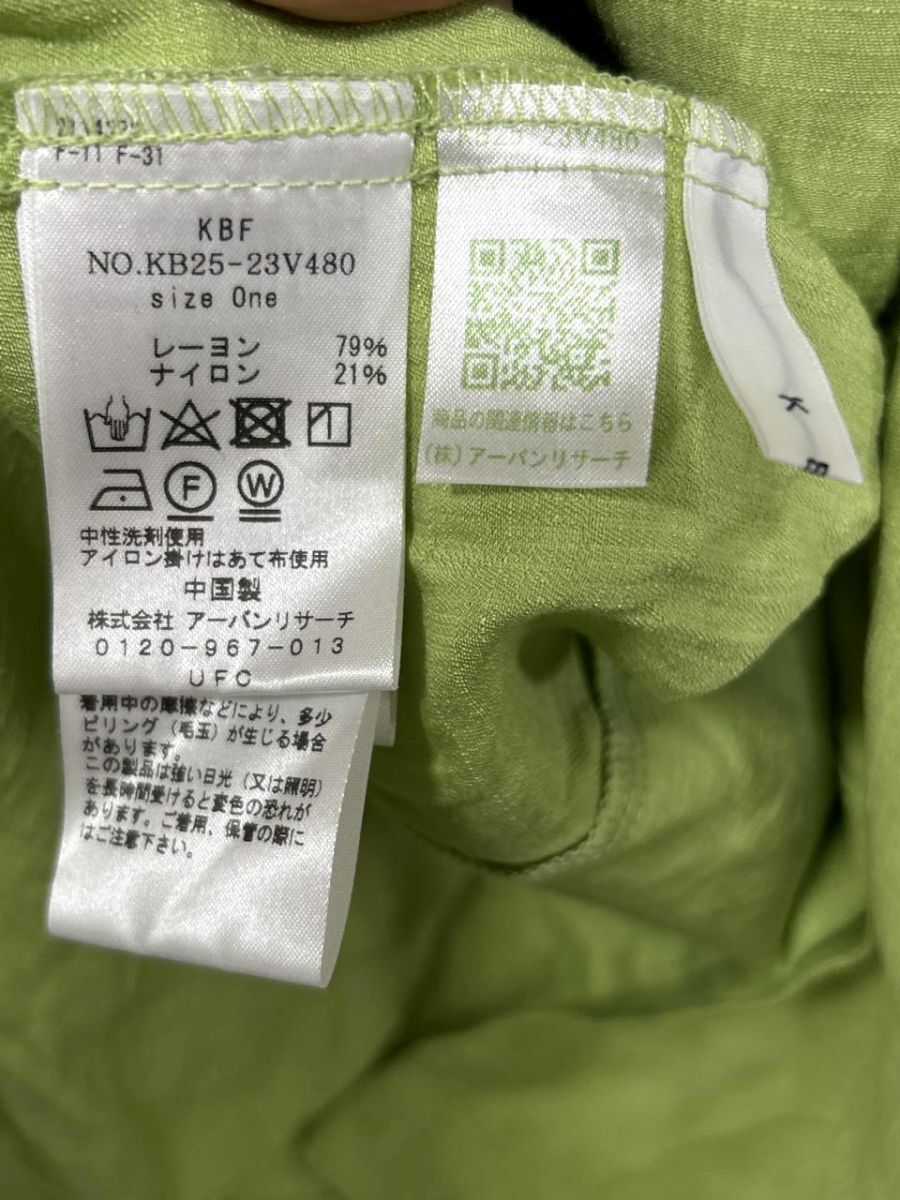 F-11 F-31
KBF
NO.KB25-23V480
size One
レーヨン 79%
ナイロン 21%
F W
中性洗剤使用
アイロン掛けはあて布使用
中国製
株式会社 アーバンリサーチ
0120-967-013
UFC
着用中の摩擦などにより、多少
ピリング（毛玉）が生じる場合
があります。
この製品は強い日光（又は照明）
を長時間受けると変色の恐れが
あります。ご着用、保管の際に
はご注意下さい。
KB25-23V480
商品の関連情報はこちら
（株）アーバンリサーチ